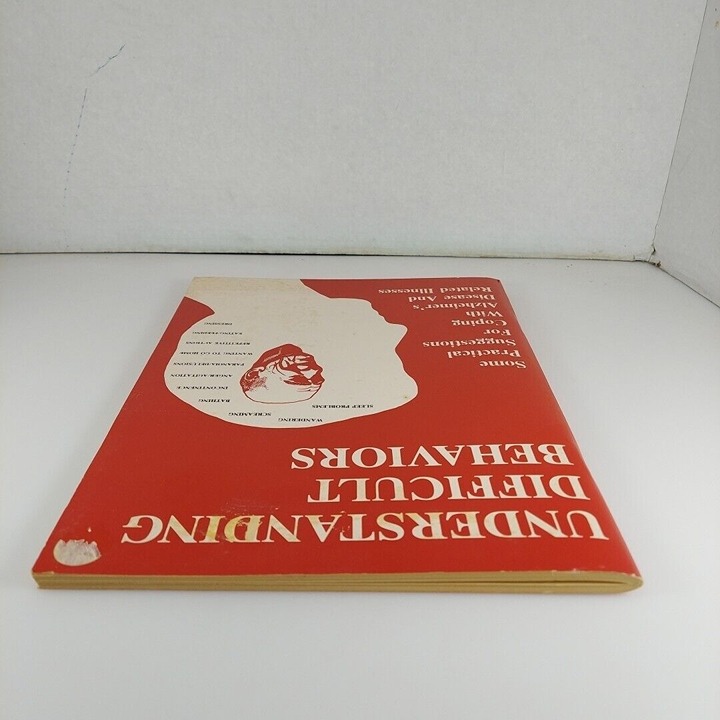 UNDERSTANDING
DIFFICULT
BEHAVIORS
WANDERING
SLEEP PROBLEMS
SCREAMING
BATHING
INCONTINENCE
ANGER/AGITATION
PARANOIA/DELUSIONS
WANTING TO GO HOME
REPETITIVE ACTIONS
EATING/FEEDING
DRESSING
Some
Practical
Suggestions
For
Coping
With
Alzheimer's
Disease And
Related Illnesses